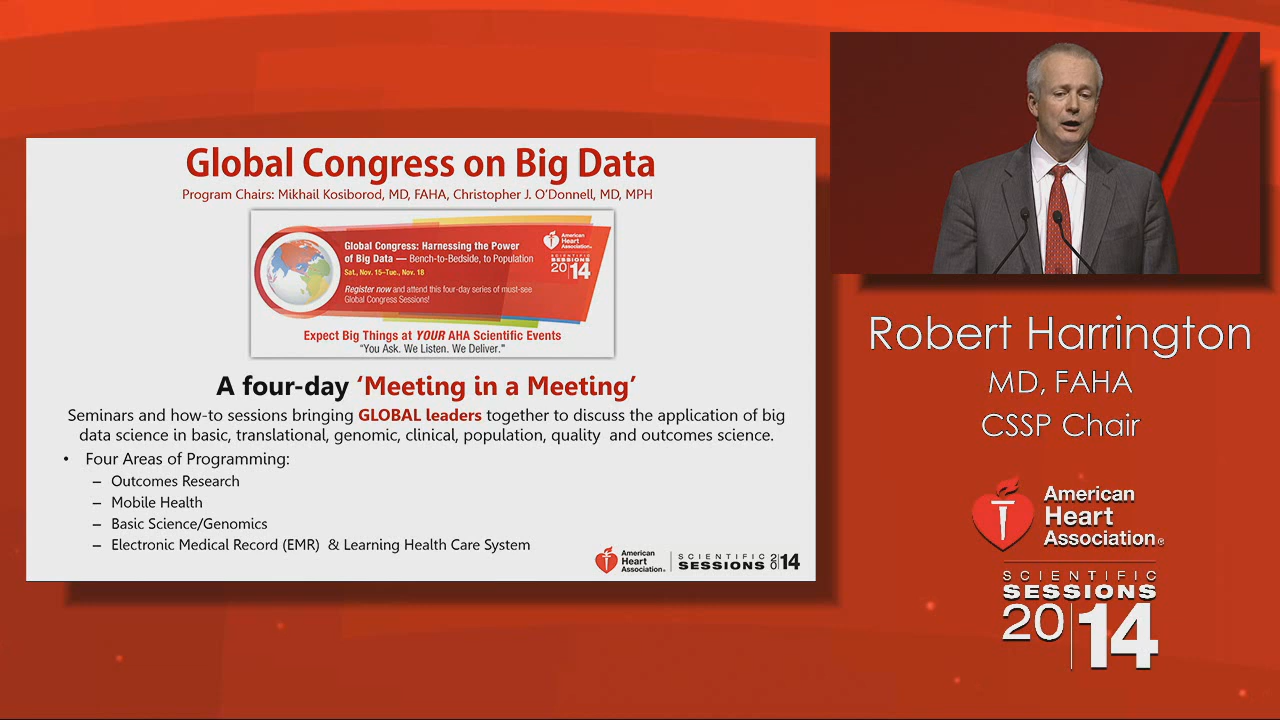 Global Congress on Big Data
Program Chairs: Mikhail Kosiborod, MD, FAHA, Christopher J. O'Donnell, MD, MPH
Global Congress: Harnessing the Power
of Big Data — Bench-to-Bedside, to Population
Sat., Nov. 15–Tue., Nov. 18
Register now and attend this four-day series of must-see
Global Congress Sessions!
American
Heart
Association®
SCIENTIFIC
SESSIONS
20|14
Expect Big Things at YOUR AHA Scientific Events
"You Ask. We Listen. We Deliver."
A four-day ‘Meeting in a Meeting’
Seminars and how-to sessions bringing GLOBAL leaders together to discuss the application of big
data science in basic, translational, genomic, clinical, population, quality and outcomes science.
• Four Areas of Programming:
– Outcomes Research
– Mobile Health
– Basic Science/Genomics
– Electronic Medical Record (EMR) & Learning Health Care System
American
Heart
Association®
SCIENTIFIC
SESSIONS 20|14
Robert Harrington
MD, FAHA
CSSP Chair
American
Heart
Association®
SCIENTIFIC
SESSIONS
20|14